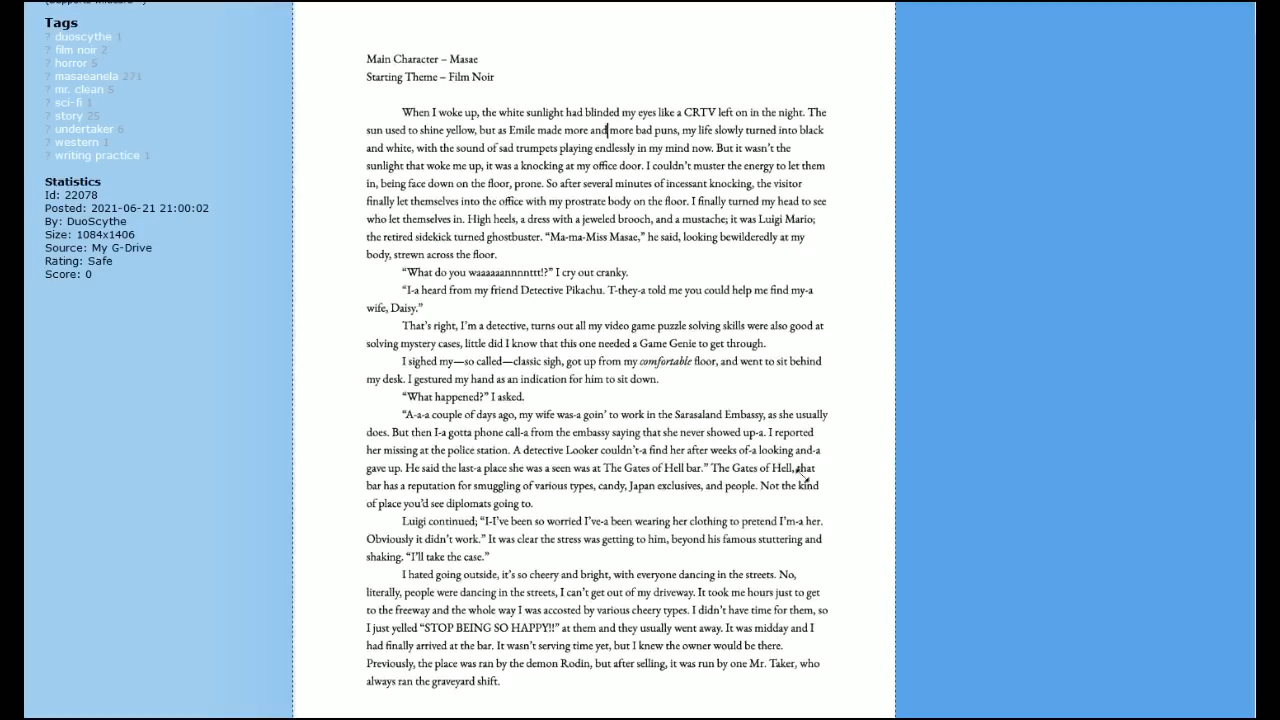 Tags
? duoscythe 1
? film noir 2
? horror 5
? masaeanela 271
? mr. clean 5
? sci-fi 1
? story 25
? undertaker 6
? western 1
? writing practice 1
Statistics
Id: 22078
Posted: 2021-06-21 21:00:02
By: DuoScythe
Size: 1084x1406
Source: My G-Drive
Rating: Safe
Score: 0
Main Character – Masae
Starting Theme – Film Noir
When I woke up, the white sunlight had blinded my eyes like a CRTV left on in the night. The
sun used to shine yellow, but as Emile made more and more bad puns, my life slowly turned into black
and white, with the sound of sad trumpets playing endlessly in my mind now. But it wasn’t the
sunlight that woke me up, it was a knocking at my office door. I couldn’t muster the energy to let them
in, being face down on the floor, prone. So after several minutes of incessant knocking, the visitor
finally let themselves into the office with my prostrate body on the floor. I finally turned my head to see
who let themselves in. High heels, a dress with a jeweled brooch, and a mustache; it was Luigi Mario;
the retired sidekick turned ghostbuster. “Ma-ma-Miss Masae,” he said, looking bewilderedly at my
body, strewn across the floor.
“What do you waaaaaannnnttt!?” I cry out cranky.
“I-a heard from my friend Detective Pikachu. T-they-a told me you could help me find my-a
wife, Daisy.”
That’s right, I’m a detective, turns out all my video game puzzle solving skills were also good at
solving mystery cases, little did I know that this one needed a Game Genie to get through.
I sighed my—so called—classic sigh, got up from my comfortable floor, and went to sit behind
my desk. I gestured my hand as an indication for him to sit down.
“What happened?” I asked.
“A-a-a couple of days ago, my wife was-a goin’ to work in the Sarasaland Embassy, as she usually
does. But then I-a gotta phone call-a from the embassy saying that she never showed up-a. I reported
her missing at the police station. A detective Looker couldn’t-a find her after weeks of-a looking and-a
gave up. He said the last-a place she was a seen was at The Gates of Hell bar.” The Gates of Hell, that
bar has a reputation for smuggling of various types, candy, Japan exclusives, and people. Not the kind
of place you’d see diplomats going to.
Luigi continued; “I-I’ve been so worried I’ve-a been wearing her clothing to pretend I’m-a her.
Obviously it didn’t work.” It was clear the stress was getting to him, beyond his famous stuttering and
shaking. “I’ll take the case.”
I hated going outside, it’s so cheery and bright, with everyone dancing in the streets. No,
literally, people were dancing in the streets, I can’t get out of my driveway. It took me hours just to get
to the freeway and the whole way I was accosted by various cheery types. I didn’t have time for them, so
I just yelled “STOP BEING SO HAPPY!!” at them and they usually went away. It was midday and I
had finally arrived at the bar. It wasn’t serving time yet, but I knew the owner would be there.
Previously, the place was ran by the demon Rodin, but after selling, it was run by one Mr. Taker, who
always ran the graveyard shift.